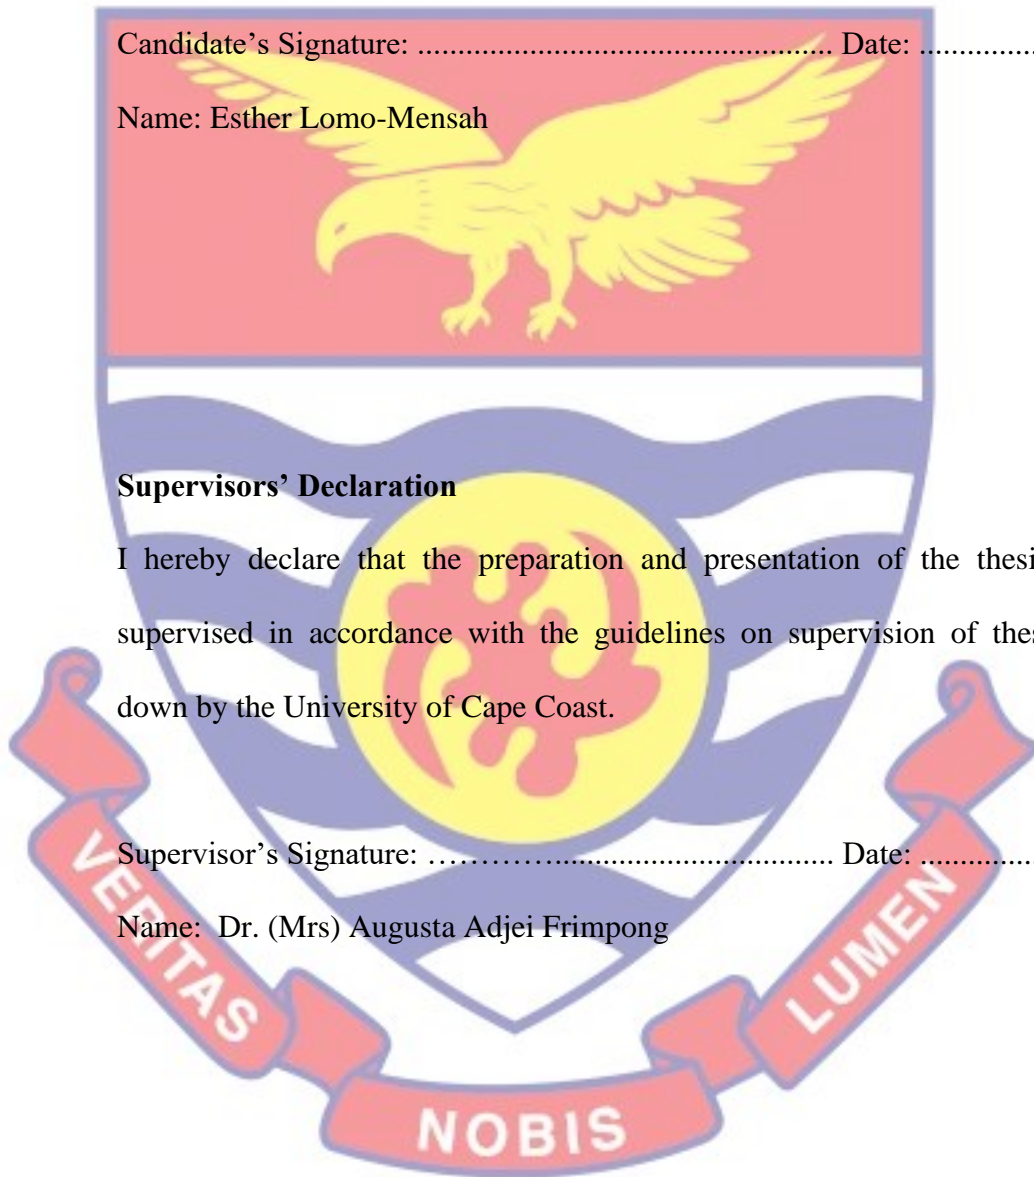 Candidate’s Signature: .................................................... Date: ...............
Name: Esther Lomo-Mensah
Supervisors’ Declaration
I hereby declare that the preparation and presentation of the thesi
supervised in accordance with the guidelines on supervision of thes
down by the University of Cape Coast.
Supervisor’s Signature: ………….................................... Date: ...............
Name: Dr. (Mrs) Augusta Adjei Frimpong
VERITAS
NOBIS
LUMEN